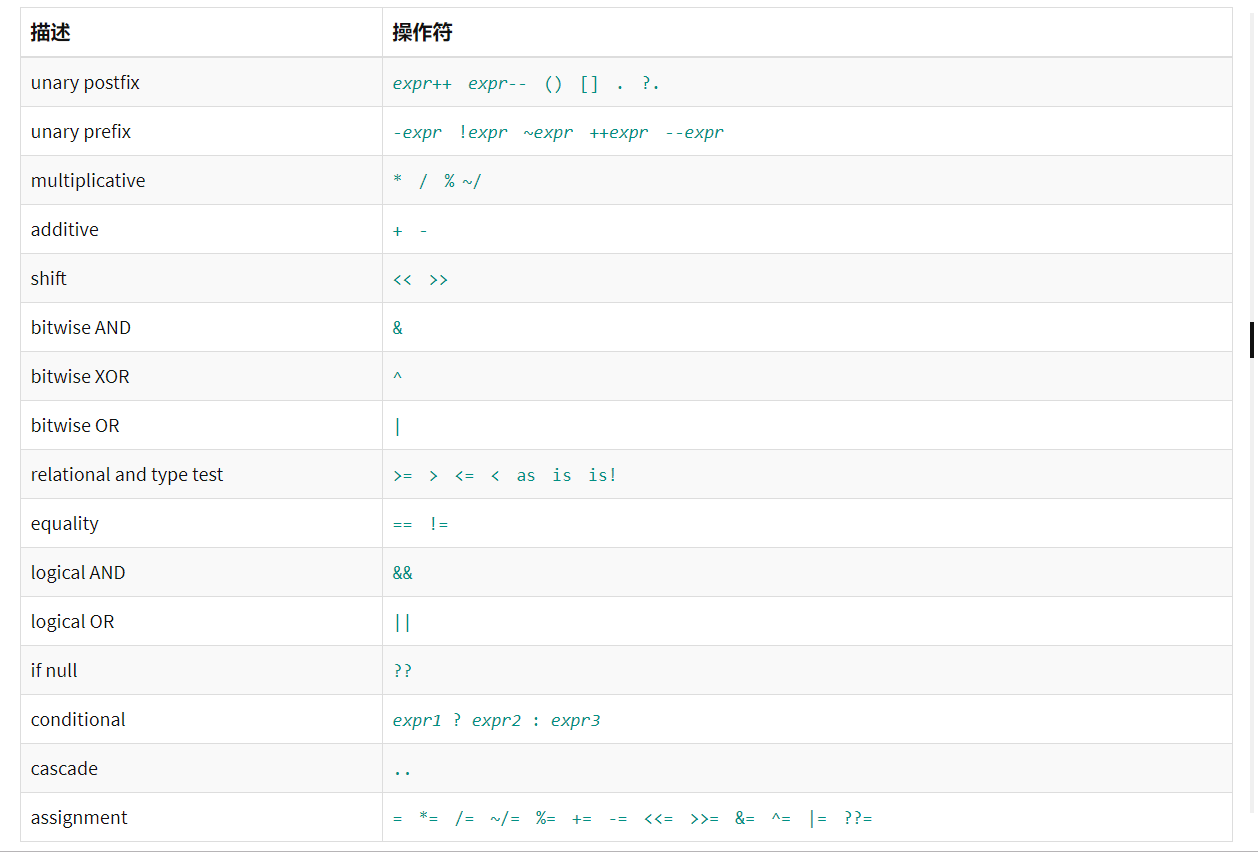 描述 操作符
unary postfix expr++ expr-- () [] . ?.
unary prefix -expr !expr ~expr ++expr --expr
multiplicative * / % ~/
additive + -
shift << >>
bitwise AND &
bitwise XOR ^
bitwise OR |
relational and type test >= > <= < as is is!
equality == !=
logical AND &&
logical OR ||
if null ??
conditional expr1 ? expr2 : expr3
cascade ..
assignment = *= /= ~/= %= += -= <<= >>= &= ^= |= ??=